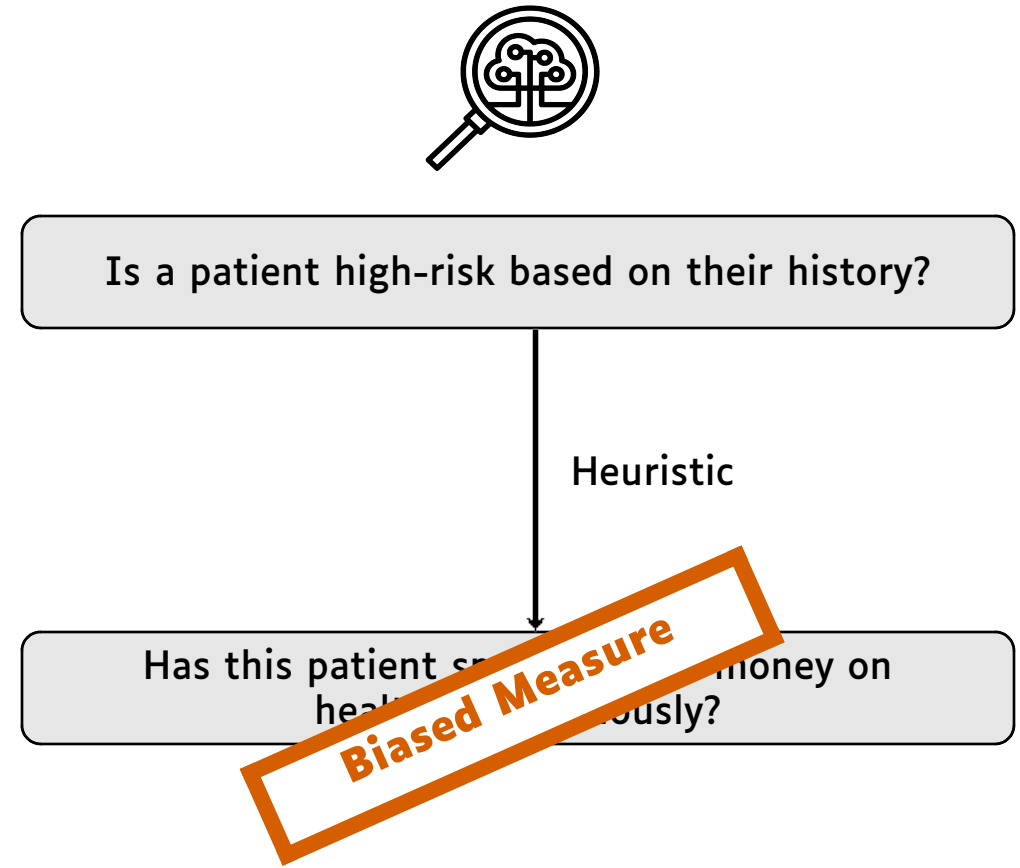 Is a patient high-risk based on their history?
Heuristic
Has this patient money on
Biased Measure